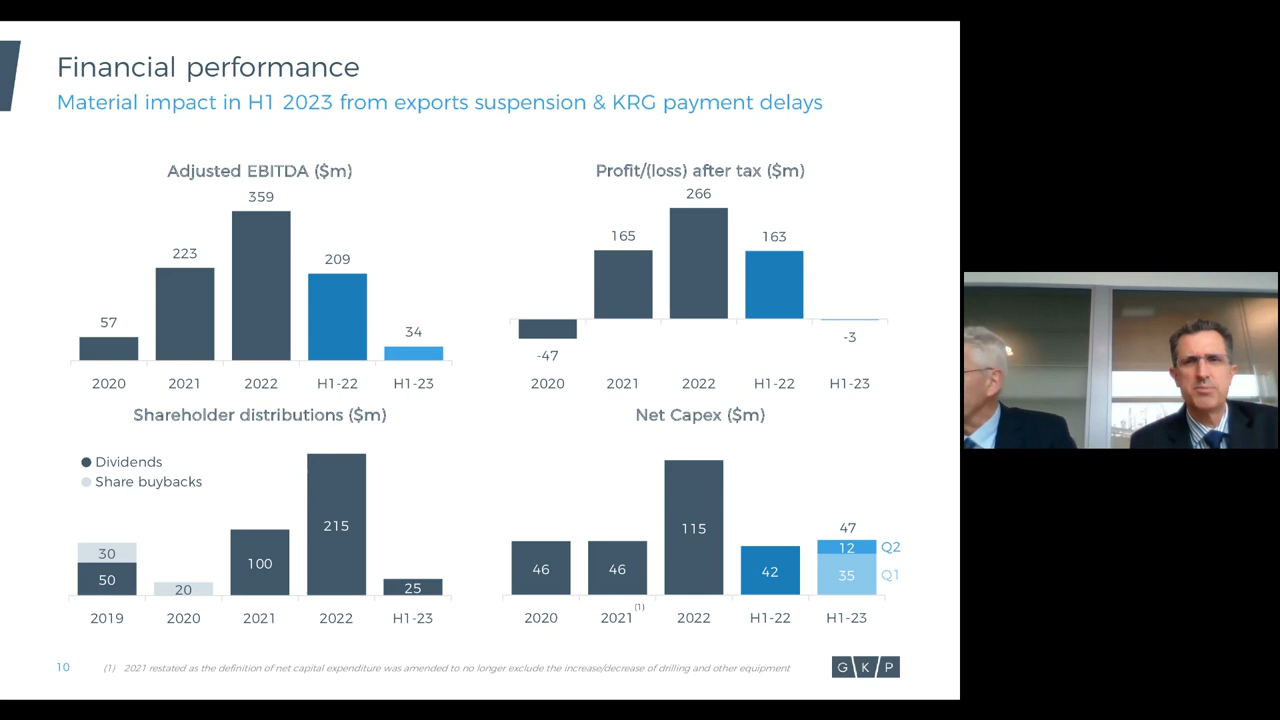 Financial performance
Material impact in H1 2023 from exports suspension & KRG payment delays
Adjusted EBITDA ($m)
57
223
359
209
34
2020
2021
2022
H1-22
H1-23
Profit/(loss) after tax ($m)
-47
165
266
163
-3
2020
2021
2022
H1-22
H1-23
Shareholder distributions ($m)
Dividends
Share buybacks
30
50
20
100
215
25
2019
2020
2021
2022
H1-23
Net Capex ($m)
46
46
115
42
47
12
35
Q2
Q1
2020
2021 (1)
2022
H1-22
H1-23
10
(1) 2021 restated as the definition of net capital expenditure was amended to no longer exclude the increase/decrease of drilling and other equipment
G K P